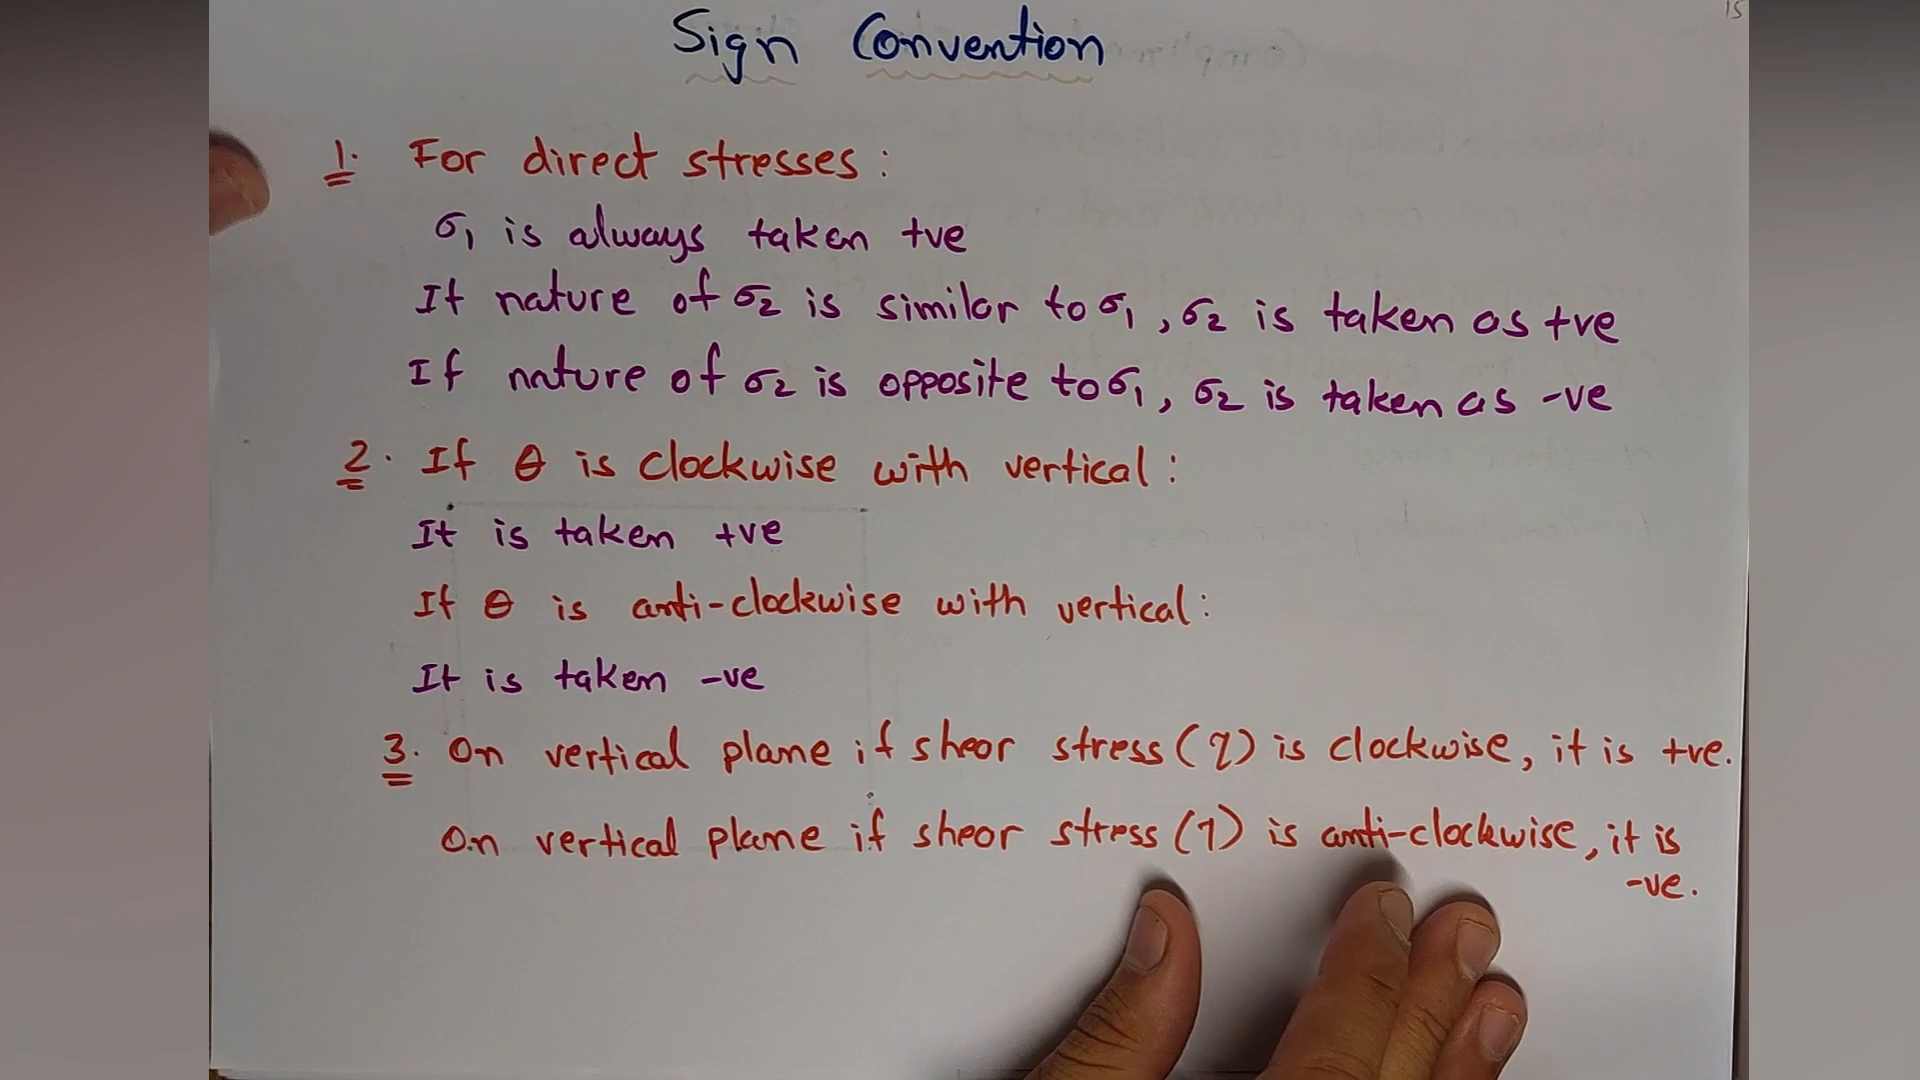 15
Sign Convention
1. For direct stresses:
σ1 is always taken +ve
If nature of σ2 is similar to σ1, σ2 is taken as +ve
If nature of σ2 is opposite to σ1, σ2 is taken as -ve
2. If θ is clockwise with vertical:
It is taken +ve
If θ is anti-clockwise with vertical:
It is taken -ve
3. On vertical plane if shear stress (q) is clockwise, it is +ve.
On vertical plane if shear stress (q) is anti-clockwise, it is
-ve.